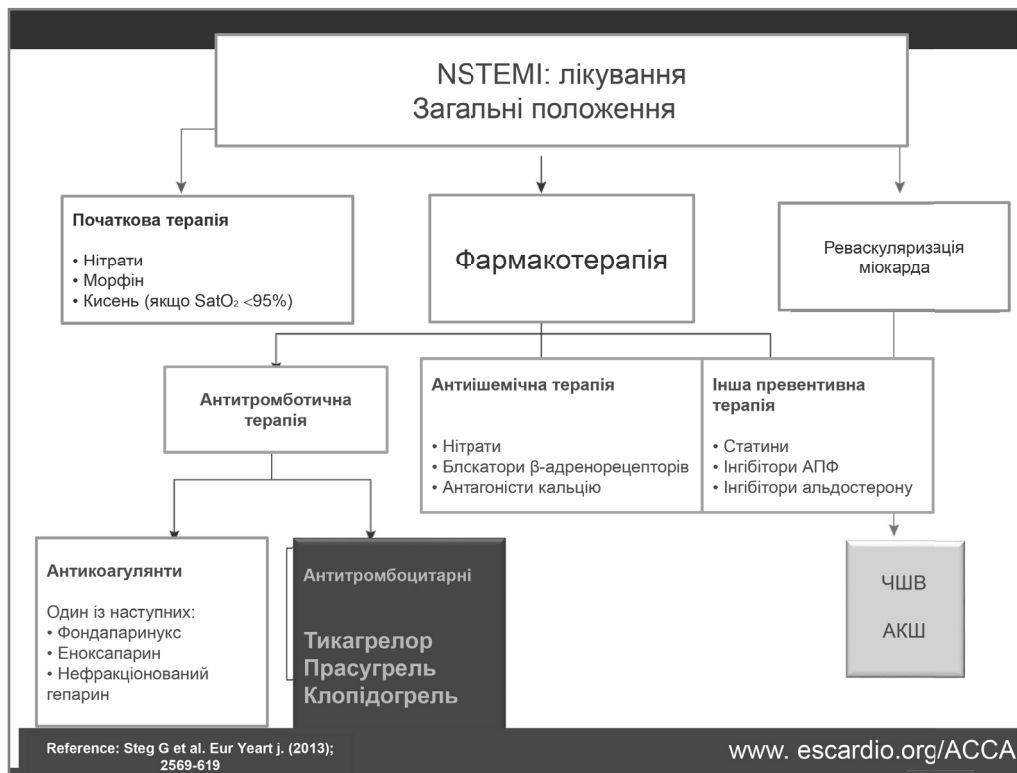 NSTEMI: лікування
Загальні положення
Початкова терапія
• Нітрати
• Морфін
• Кисень (якщо SatO₂ <95%)
Фармакотерапія
Реваскуляризація
міокарда
Антитромботична
терапія
Антиішемічна терапія
• Нітрати
• Блскатори β-адренорецепторів
• Антагоністи кальцію
Інша превентивна
терапія
• Статини
• Інгібітори АПФ
• Інгібітори альдостерону
Антикоагулянти
Один із наступних:
• Фондапаринукс
• Еноксапарин
• Нефракціонований
гепарин
Антитромбоцитарні
Тикагрелор
Прасугрель
Клопідогрель
ЧШВ
АКШ
Reference: Steg G et al. Eur Yeart j. (2013);
2569-619
www. escardio.org/ACCA